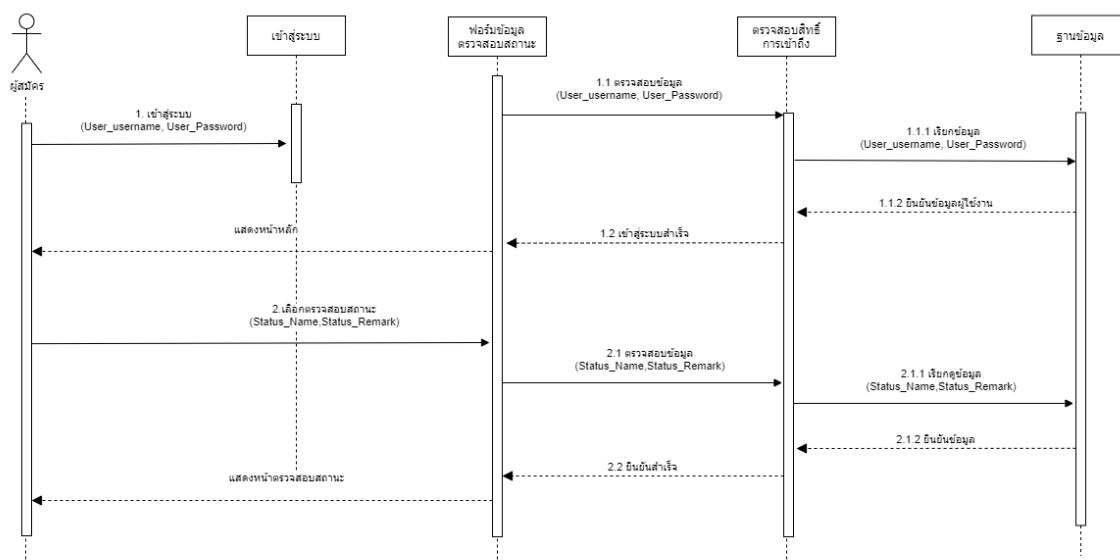 ผู้สมัคร
เข้าสู่ระบบ
ฟอร์มข้อมูล
ตรวจสอบสถานะ
ตรวจสอบสิทธิ์
การเข้าถึง
ฐานข้อมูล
1. เข้าสู่ระบบ
(User_username, User_Password)
1.1 ตรวจสอบข้อมูล
(User_username, User_Password)
1.1.1 เรียกข้อมูล
(User_username, User_Password)
1.1.2 ยืนยันข้อมูลผู้ใช้งาน
1.2 เข้าสู่ระบบสำเร็จ
แสดงหน้าหลัก
2.เลือกตรวจสอบสถานะ
(Status_Name,Status_Remark)
2.1 ตรวจสอบข้อมูล
(Status_Name,Status_Remark)
2.1.1 เรียกดูข้อมูล
(Status_Name,Status_Remark)
2.1.2 ยืนยันข้อมูล
2.2 ยืนยันสำเร็จ
แสดงหน้าตรวจสอบสถานะ